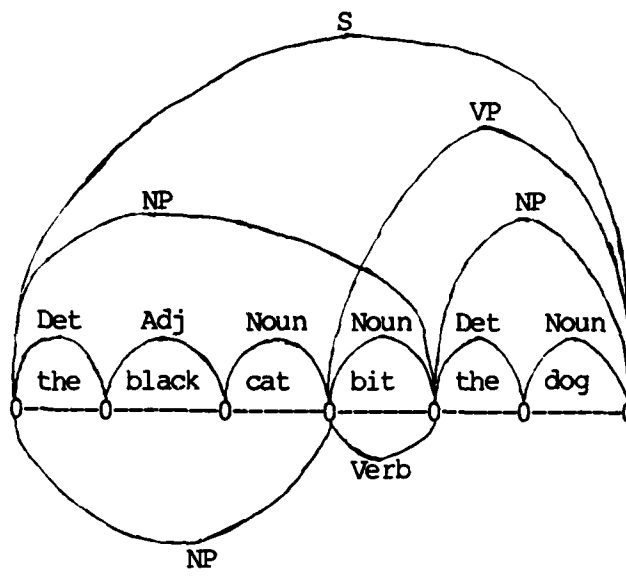 S
VP
NP
NP
Det Adj Noun Noun Det Noun
the black cat bit the dog
Verb
NP